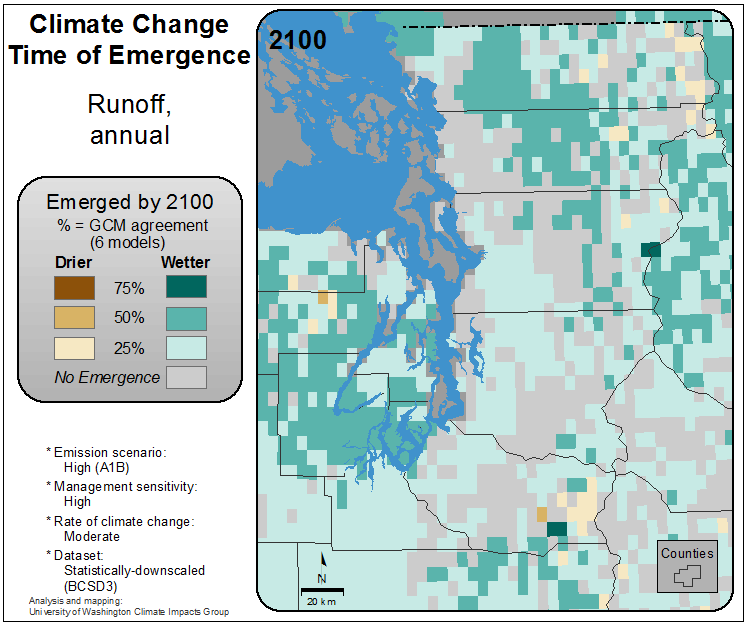 Climate Change
Time of Emergence
Runoff,
annual
Emerged by 2100
% = GCM agreement
(6 models)
Drier Wetter
75%
50%
25%
No Emergence
* Emission scenario:
High (A1B)
* Management sensitivity:
High
* Rate of climate change:
Moderate
* Dataset:
Statistically-downscaled
(BCSD3)
Analysis and mapping:
University of Washington Climate Impacts Group
2100
N
20 km
Counties